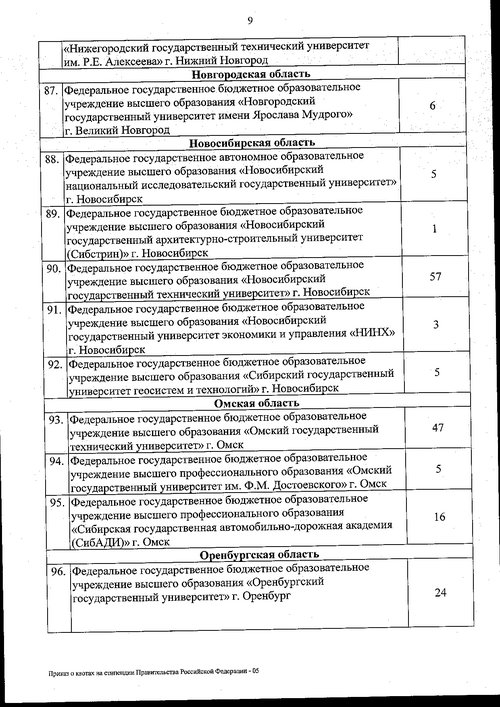 9
«Нижегородский государственный технический университет
им. Р.Е. Алексеева» г. Нижний Новгород
Новгородская область
87. Федеральное государственное бюджетное образовательное
учреждение высшего образования «Новгородский
государственный университет имени Ярослава Мудрого»
г. Великий Новгород
6
Новосибирская область
88. Федеральное государственное автономное образовательное
учреждение высшего образования «Новосибирский
национальный исследовательский государственный университет»
г. Новосибирск
5
89. Федеральное государственное бюджетное образовательное
учреждение высшего образования «Новосибирский
государственный архитектурно-строительный университет
(Сибстрин)» г. Новосибирск
1
90. Федеральное государственное бюджетное образовательное
учреждение высшего образования «Новосибирский
государственный технический университет» г. Новосибирск
57
91. Федеральное государственное бюджетное образовательное
учреждение высшего образования «Новосибирский
государственный университет экономики и управления «НИНХ»
г. Новосибирск
3
92. Федеральное государственное бюджетное образовательное
учреждение высшего образования «Сибирский государственный
университет геосистем и технологий» г. Новосибирск
5
Омская область
93. Федеральное государственное бюджетное образовательное
учреждение высшего образования «Омский государственный
технический университет» г. Омск
47
94. Федеральное государственное бюджетное образовательное
учреждение высшего профессионального образования «Омский
государственный университет им. Ф.М. Достоевского» г. Омск
5
95. Федеральное государственное бюджетное образовательное
учреждение высшего профессионального образования
«Сибирская государственная автомобильно-дорожная академия
(СибАДИ)» г. Омск
16
Оренбургская область
96. Федеральное государственное бюджетное образовательное
учреждение высшего образования «Оренбургский
государственный университет» г. Оренбург
24
Приказ о квотах на стипендии Правительства Российской Федерации - 05